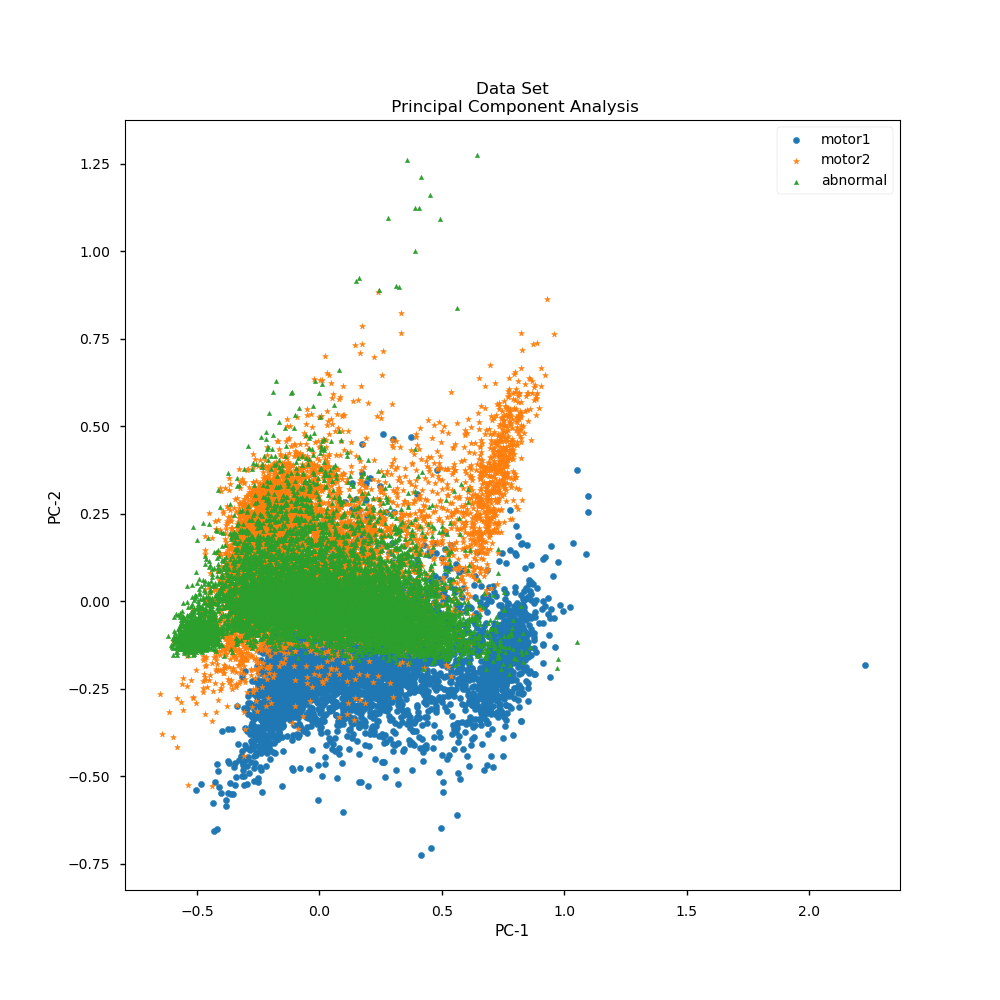 Data Set
Principal Component Analysis
motor1
motor2
abnormal
1.25
1.00
0.75
0.50
0.25
0.00
−0.25
−0.50
−0.75
PC-2
−0.5
0.0
0.5
1.0
1.5
2.0
PC-1